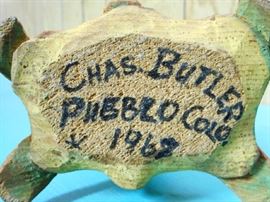 CHAS. BUTLER
PUEBLO COLO
x 1968